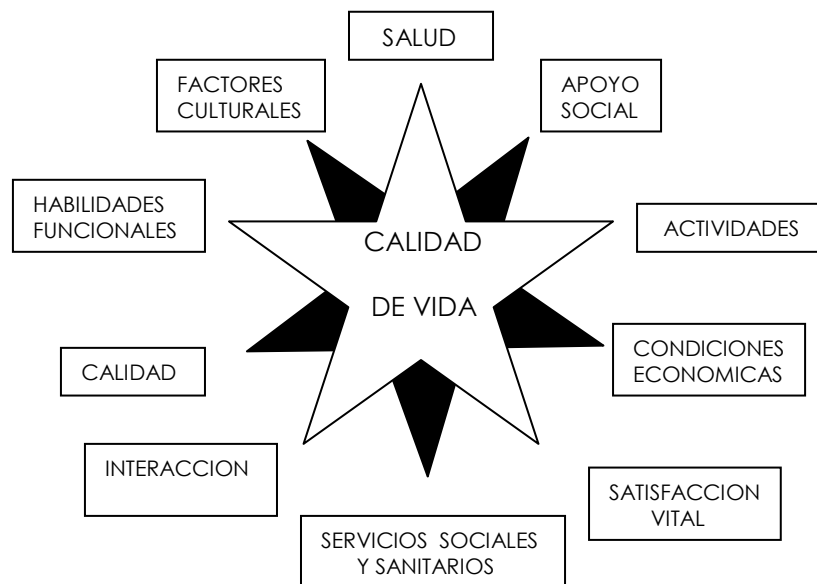 SALUD
FACTORES
CULTURALES
APOYO
SOCIAL
HABILIDADES
FUNCIONALES
ACTIVIDADES
CALIDAD
DE VIDA
CALIDAD
CONDICIONES
ECONOMICAS
INTERACCION
SATISFACCION
VITAL
SERVICIOS SOCIALES
Y SANITARIOS